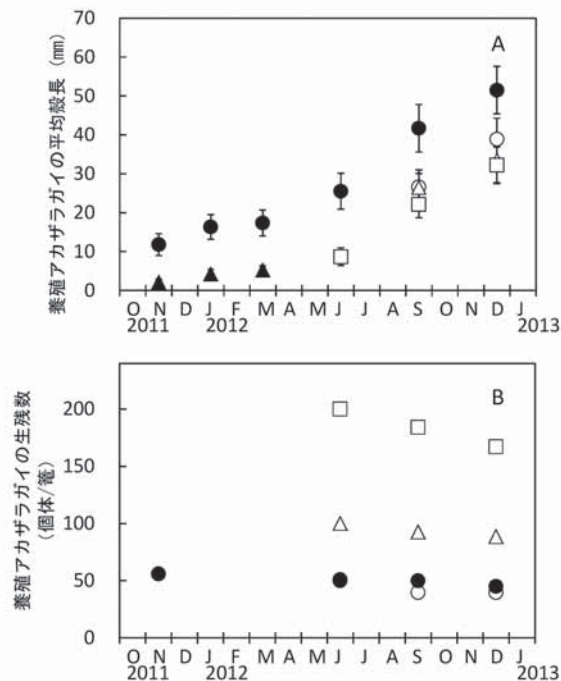 70
A
60
50
40
30
20
10
0
養殖アカザラガイの平均殻長 (mm)
O N D J F M A M J J A S O N D J
2011 2012 2013
B
200
150
100
50
0
養殖アカザラガイの生残数
(個体/篭)
O N D J F M A M J J A S O N D J
2011 2012 2013